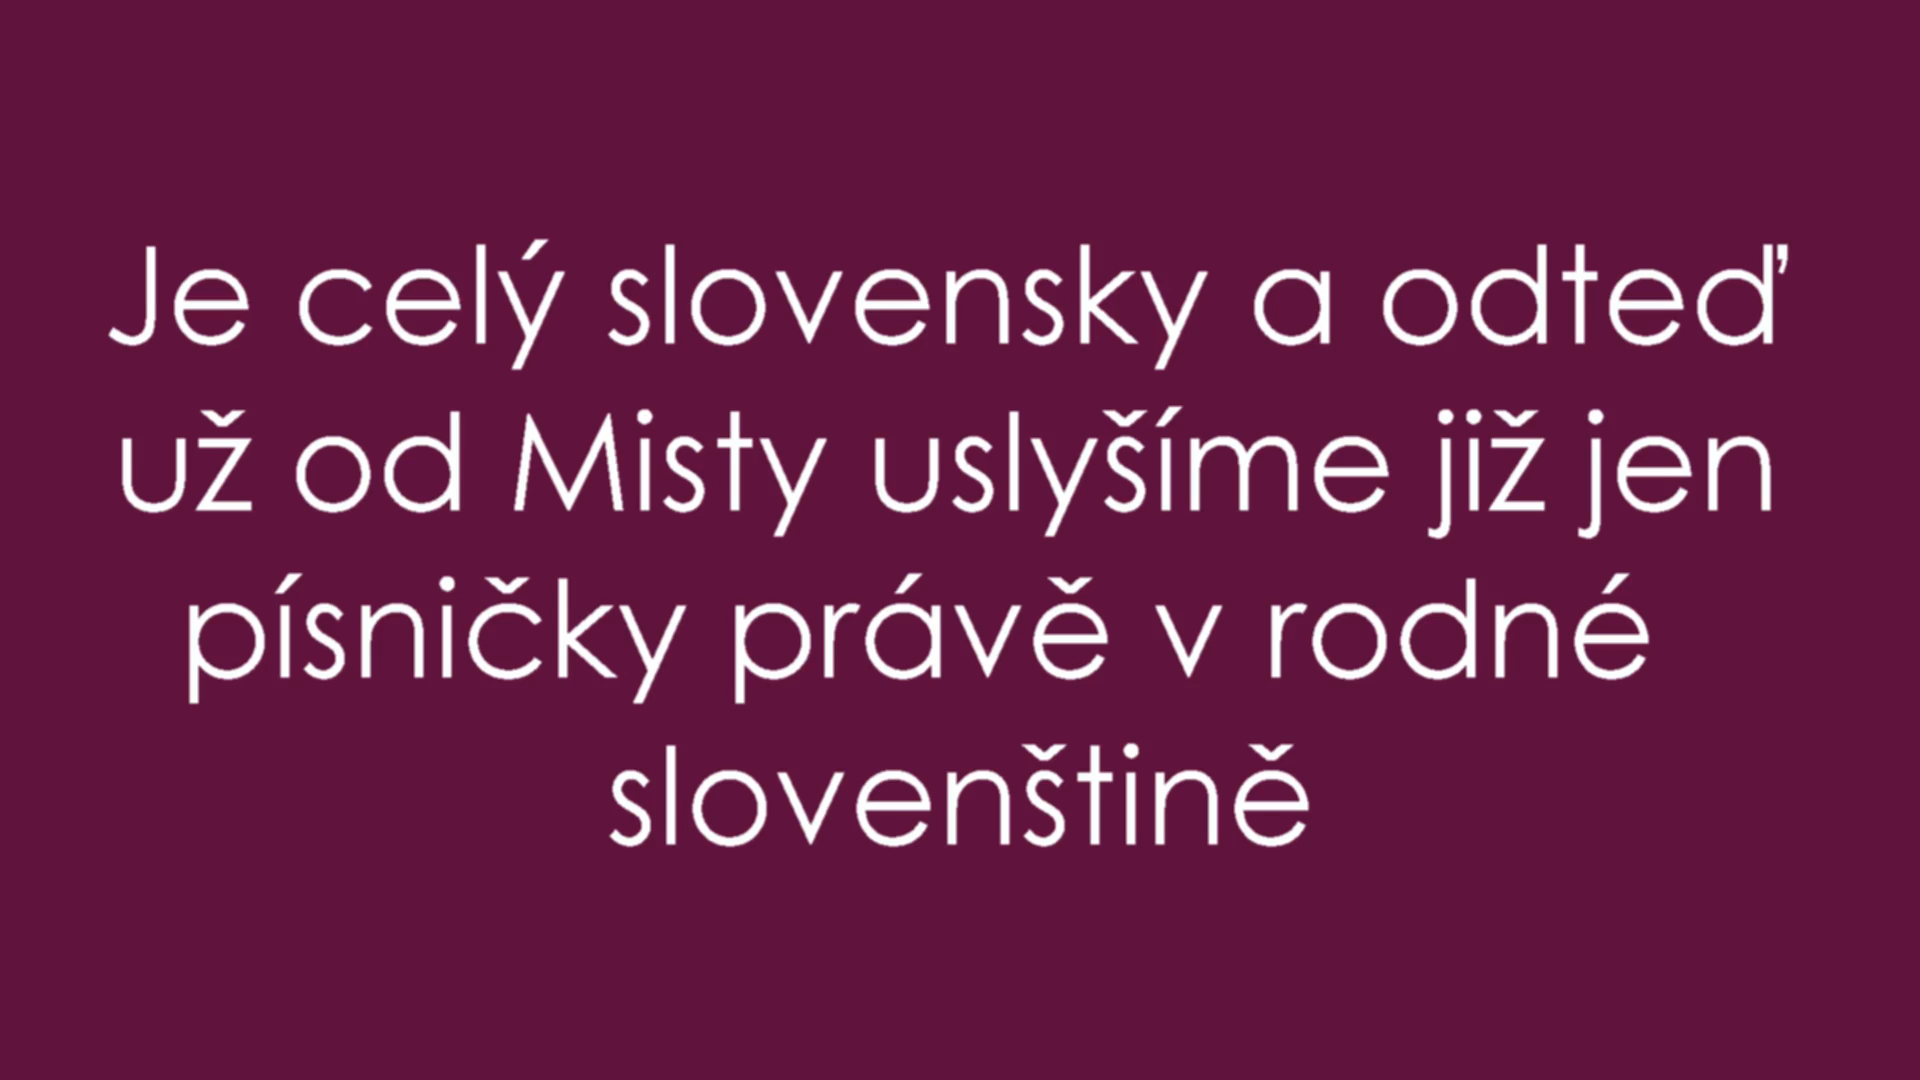 Je celý slovensky a odteď
už od Misty uslyšíme již jen
písničky právě v rodné
slovenštině